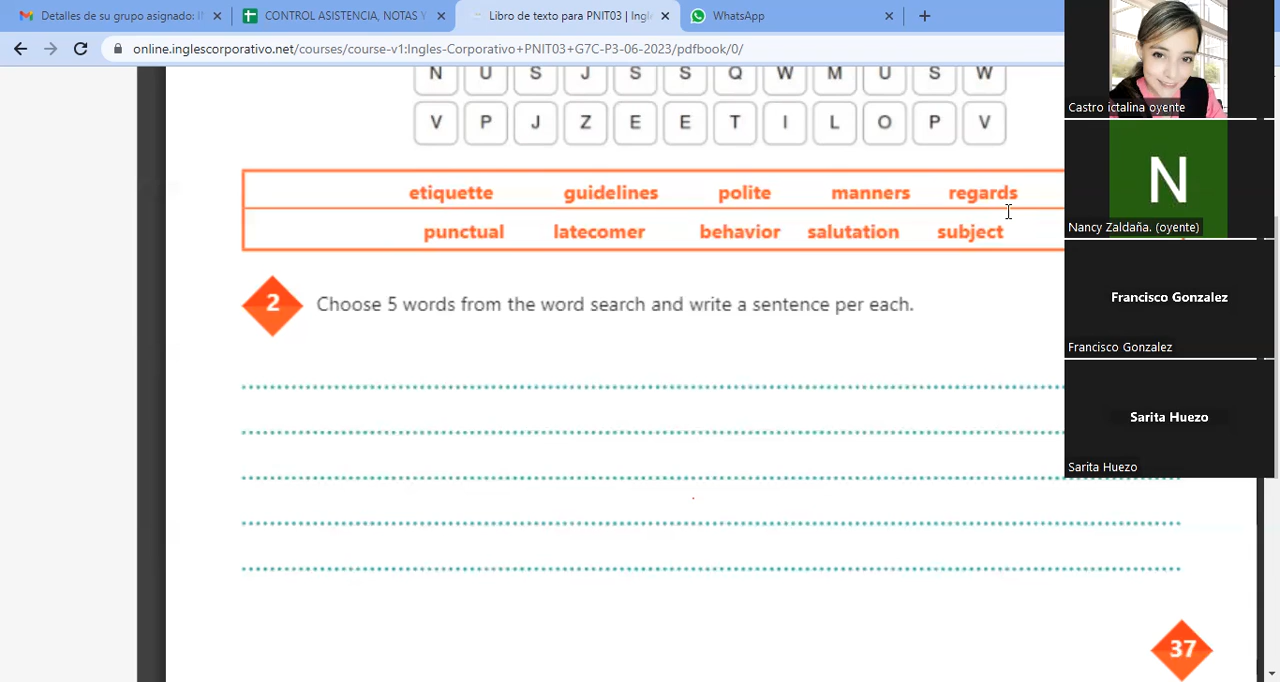 Detalles de su grupo asignado: I
CONTROL ASISTENCIA, NOTAS Y
Libro de texto para PNIT03 | Ingle
WhatsApp
online.inglescorporativo.net/courses/course-v1:Ingles-Corporativo+PNIT03+G7C-P3-06-2023/pdfbook/0/
N U S J S S Q W M U S W
V P J Z E E T I L O P V
etiquette guidelines polite manners regards
punctual latecomer behavior salutation subject
2 Choose 5 words from the word search and write a sentence per each.
37
Castro ictalina oyente
N
Nancy Zaldaña. (oyente)
Francisco Gonzalez
Francisco Gonzalez
Sarita Huezo
Sarita Huezo